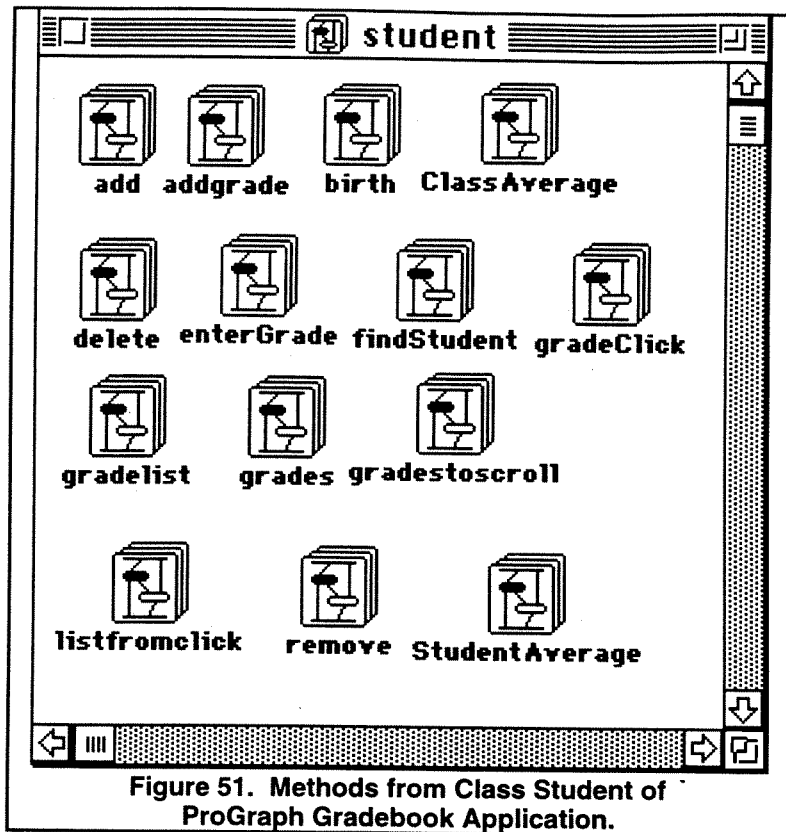 student
add addgrade birth ClassAverage
delete enterGrade findStudent gradeClick
gradelist grades gradestoscroll
listfromclick remove StudentAverage
Figure 51. Methods from Class Student of
ProGraph Gradebook Application.